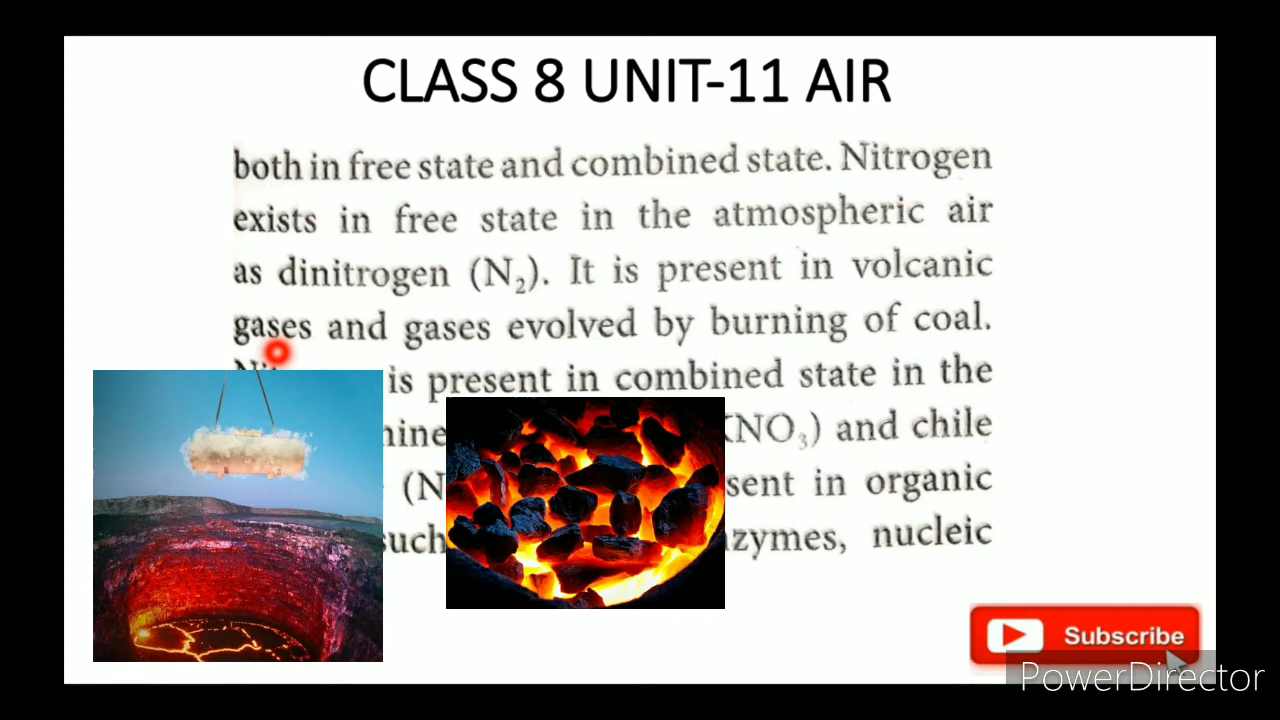 CLASS 8 UNIT-11 AIR
both in free state and combined state. Nitrogen
exists in free state in the atmospheric air
as dinitrogen (N₂). It is present in volcanic
gases and gases evolved by burning of coal.
is present in combined state in the
NO₃) and chile
(N sent in organic
such zymes, nucleic
Subscribe
PowerDirector